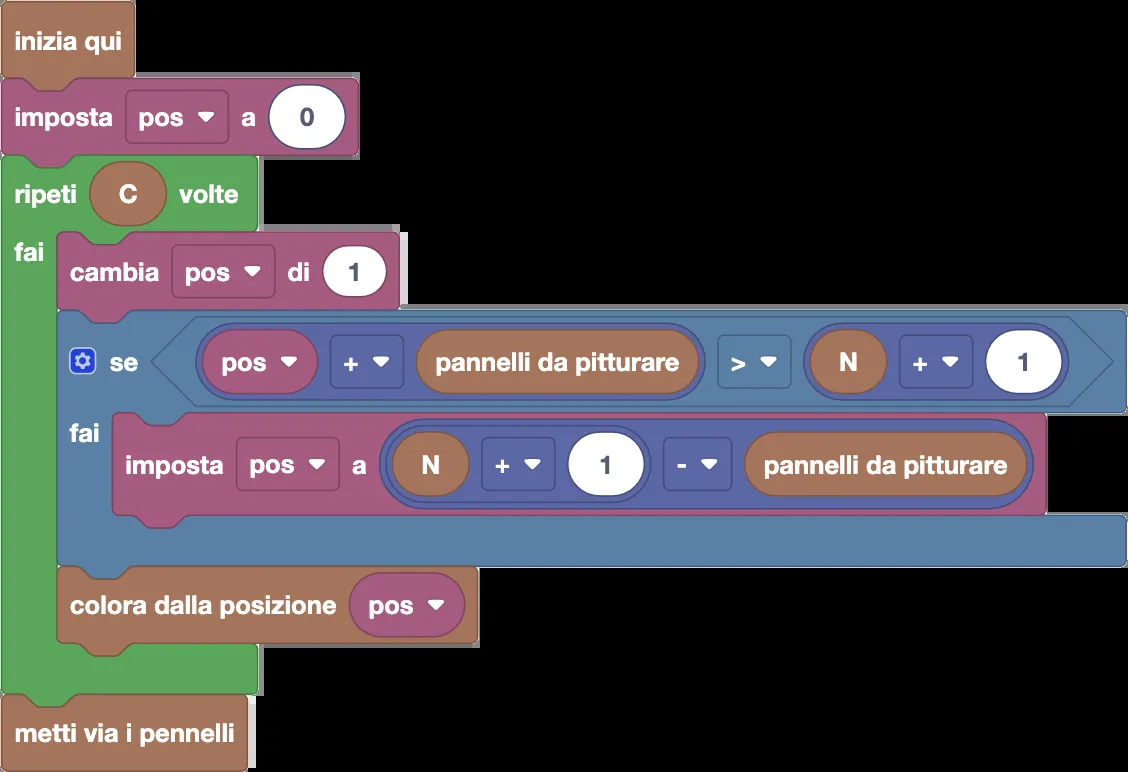 inizia qui
imposta pos a 0
ripeti C volte
fai
cambia pos di 1
se pos + pannelli da pitturare > N + 1
fai
imposta pos a N + 1 - pannelli da pitturare
colora dalla posizione pos
metti via i pennelli